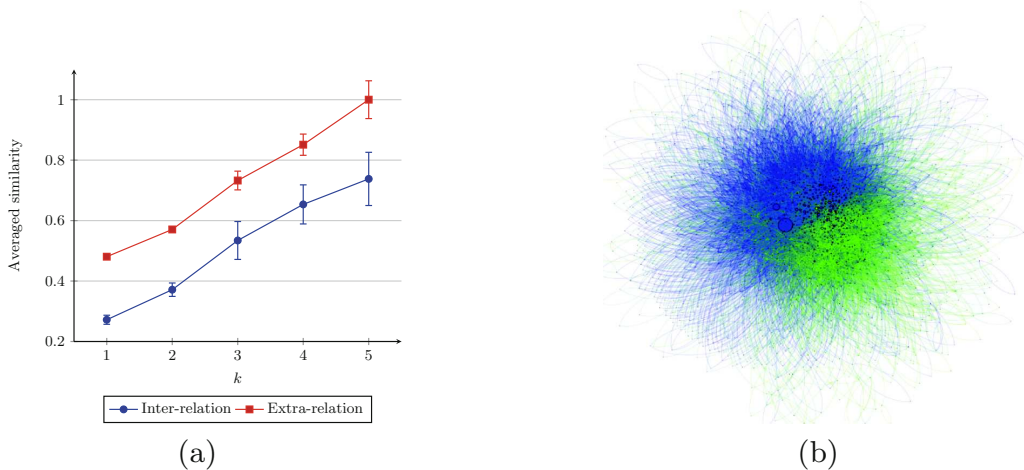 1
0.8
0.6
0.4
0.2
Averaged similarity
1 2 3 4 5
k
Inter-relation Extra-relation
(a)
(b)